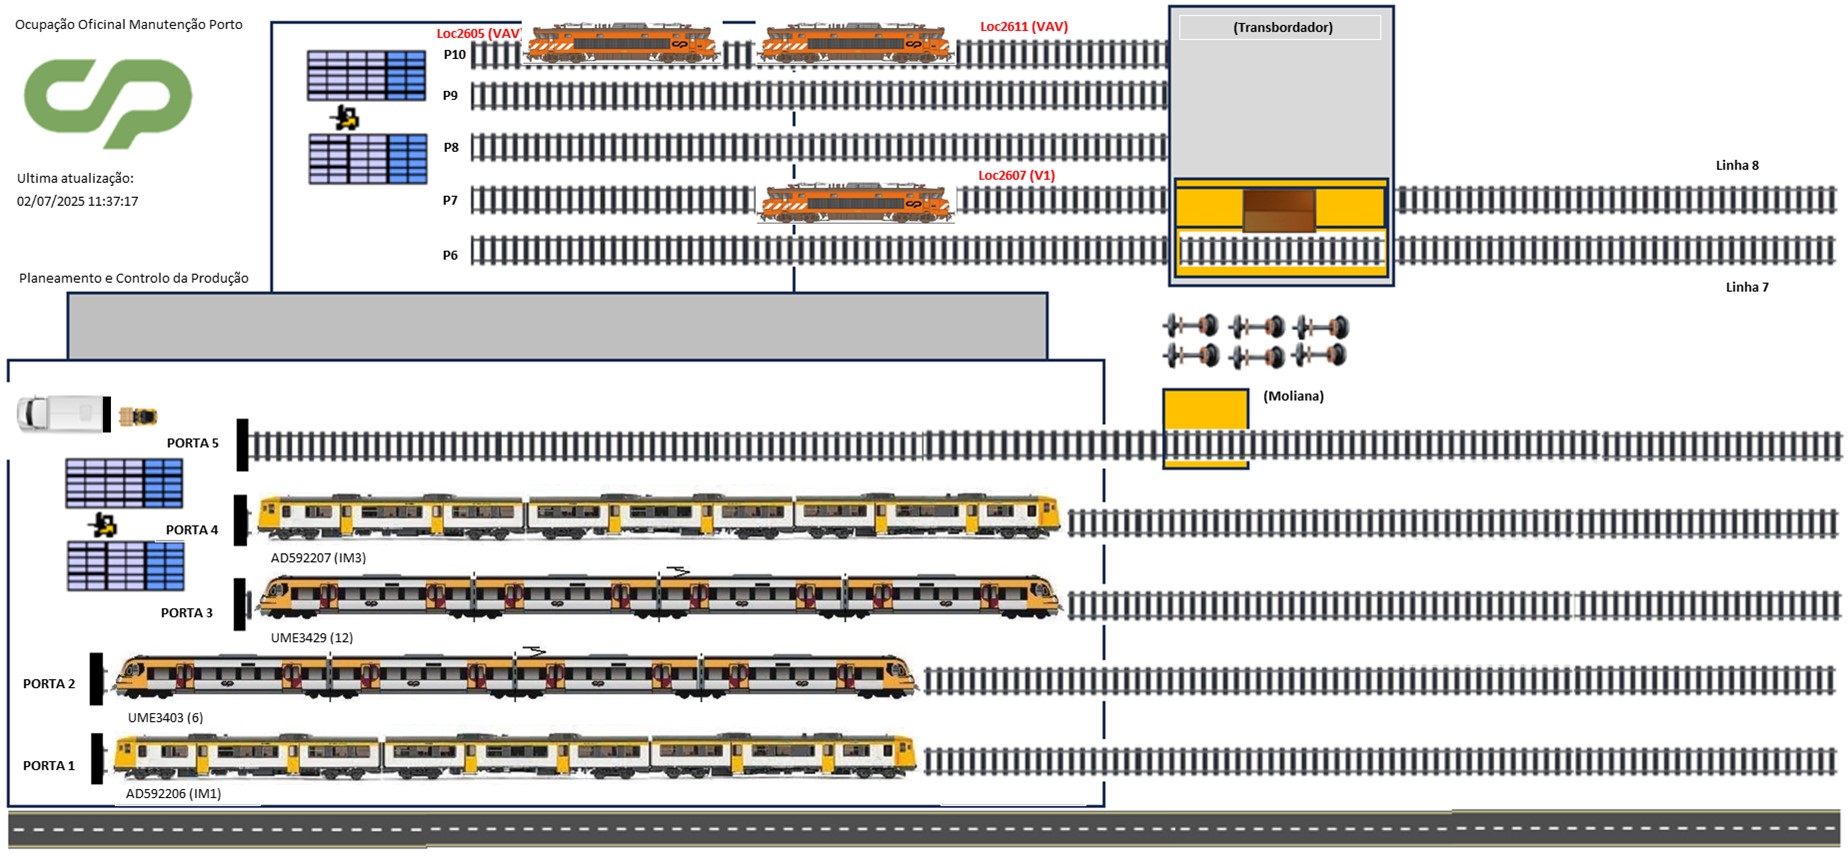 Ocupação Oficinal Manutenção Porto
cp
Ultima atualização:
02/07/2025 11:37:17
Planeamento e Controlo da Produção
Loc2605 (VAV)
Loc2611 (VAV)
(Transbordador)
P10
P9
P8
Loc2607 (V1)
P7
P6
Linha 8
Linha 7
(Moliana)
PORTA 5
PORTA 4
AD592207 (IM3)
PORTA 3
UME3429 (12)
PORTA 2
UME3403 (6)
PORTA 1
AD592206 (IM1)